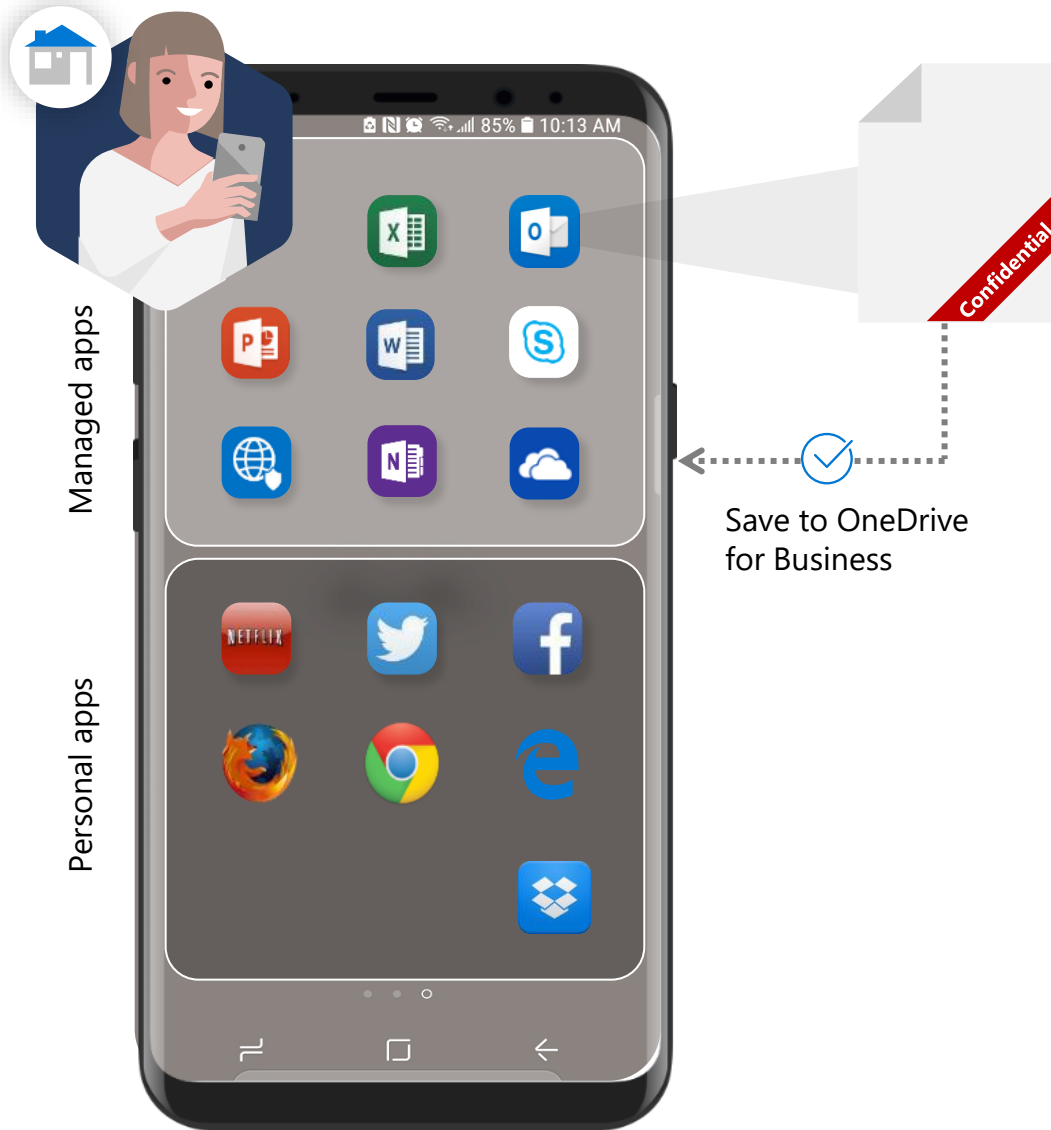 85% 10:13 AM
X
O
Confidential
Managed apps
P
W
S
N
Save to OneDrive
for Business
Personal apps
NETFLIX
f
e